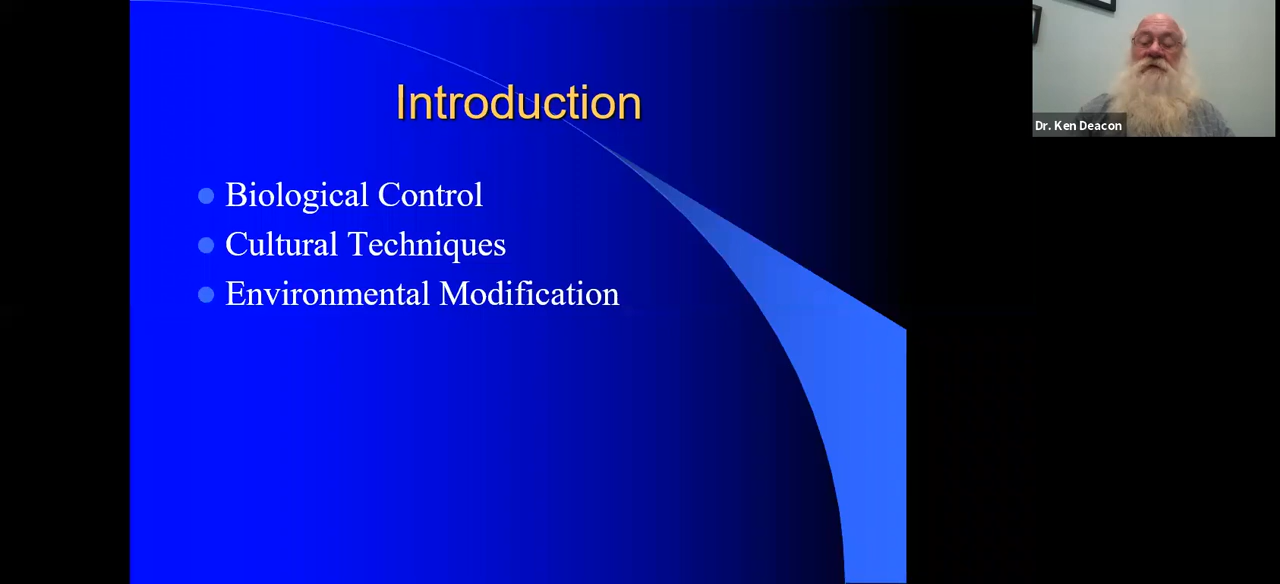 Introduction
Biological Control
Cultural Techniques
Environmental Modification
Dr. Ken Deacon